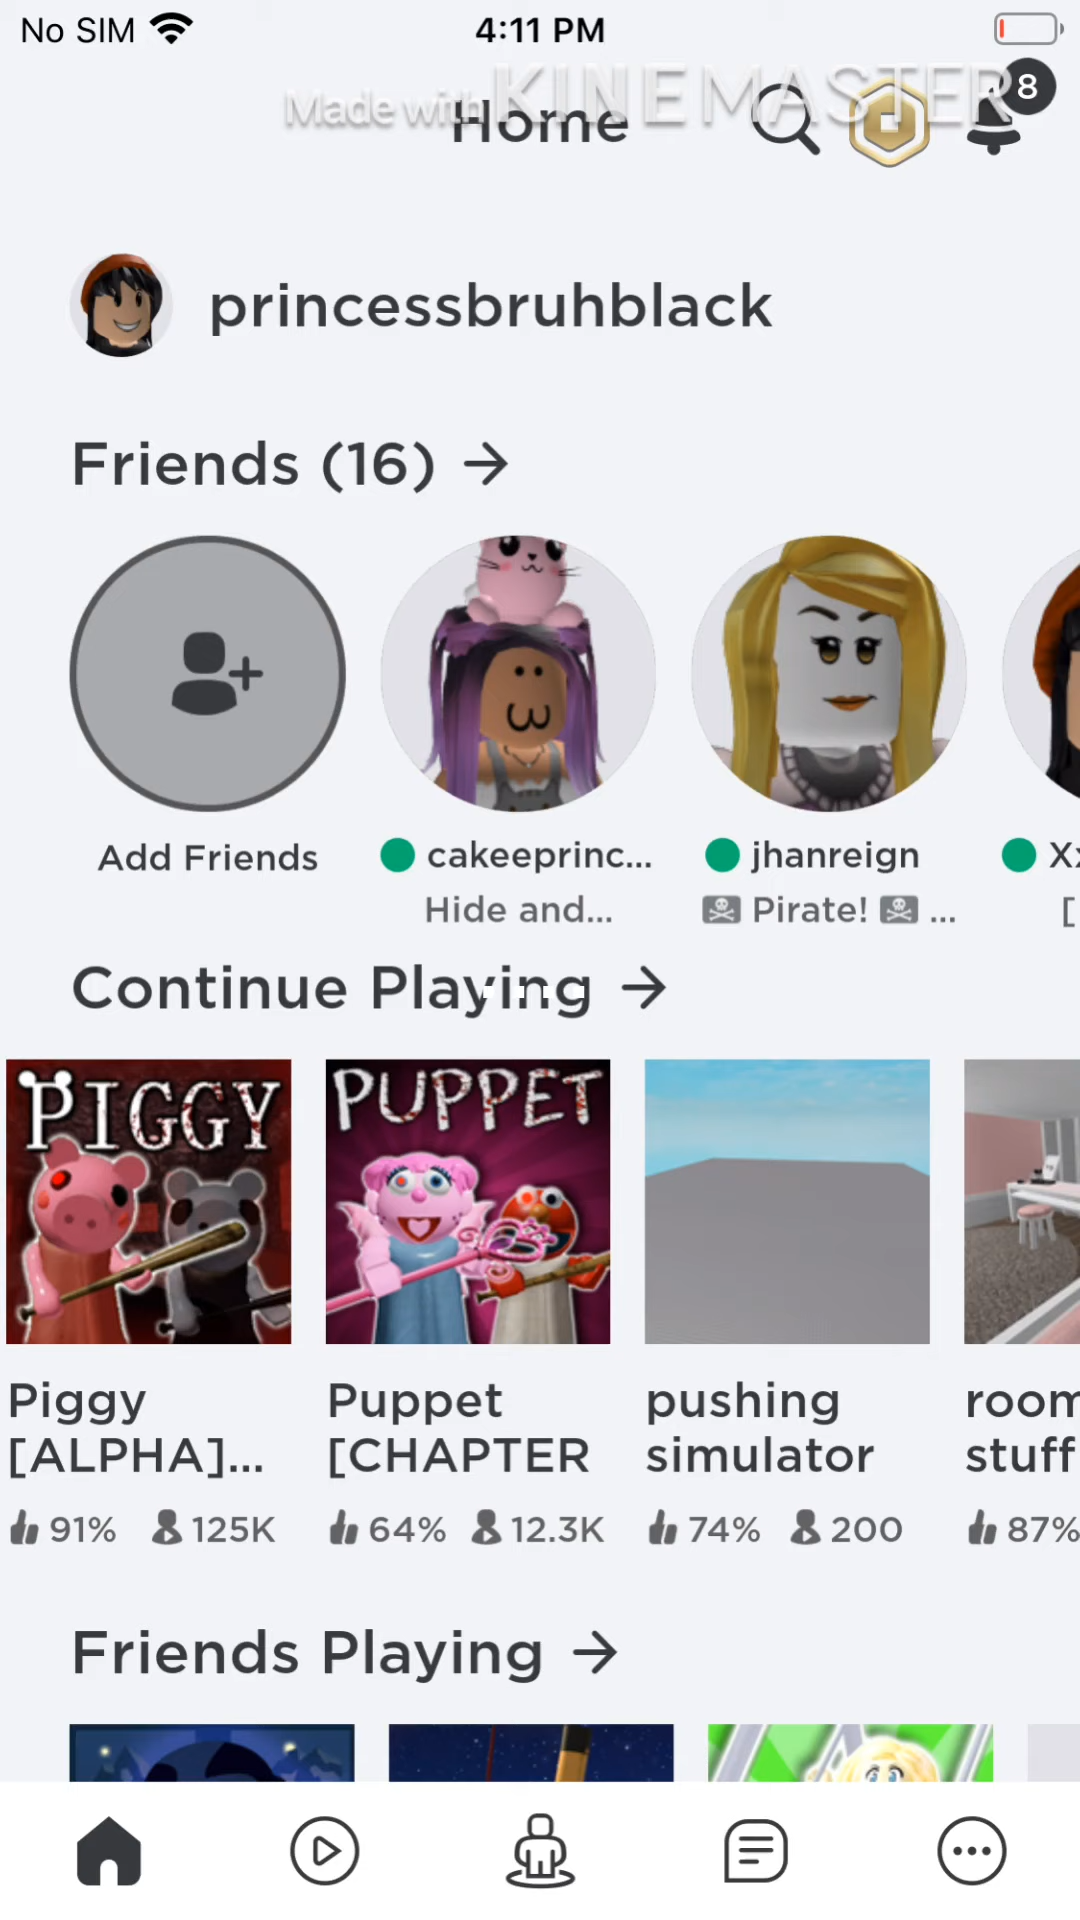 No SIM 4:11 PM
Made with KINEMASTER
Home 8
princessbruhblack
Friends (16)
Add Friends
cakeeprinc...
jhanreign
Hide and...
Pirate! ...
Continue Playing
PIGGY
PUPPET
Piggy
[ALPHA]...
Puppet
[CHAPTER
pushing
simulator
room
stuff
91% 125K
64% 12.3K
74% 200
87%
Friends Playing